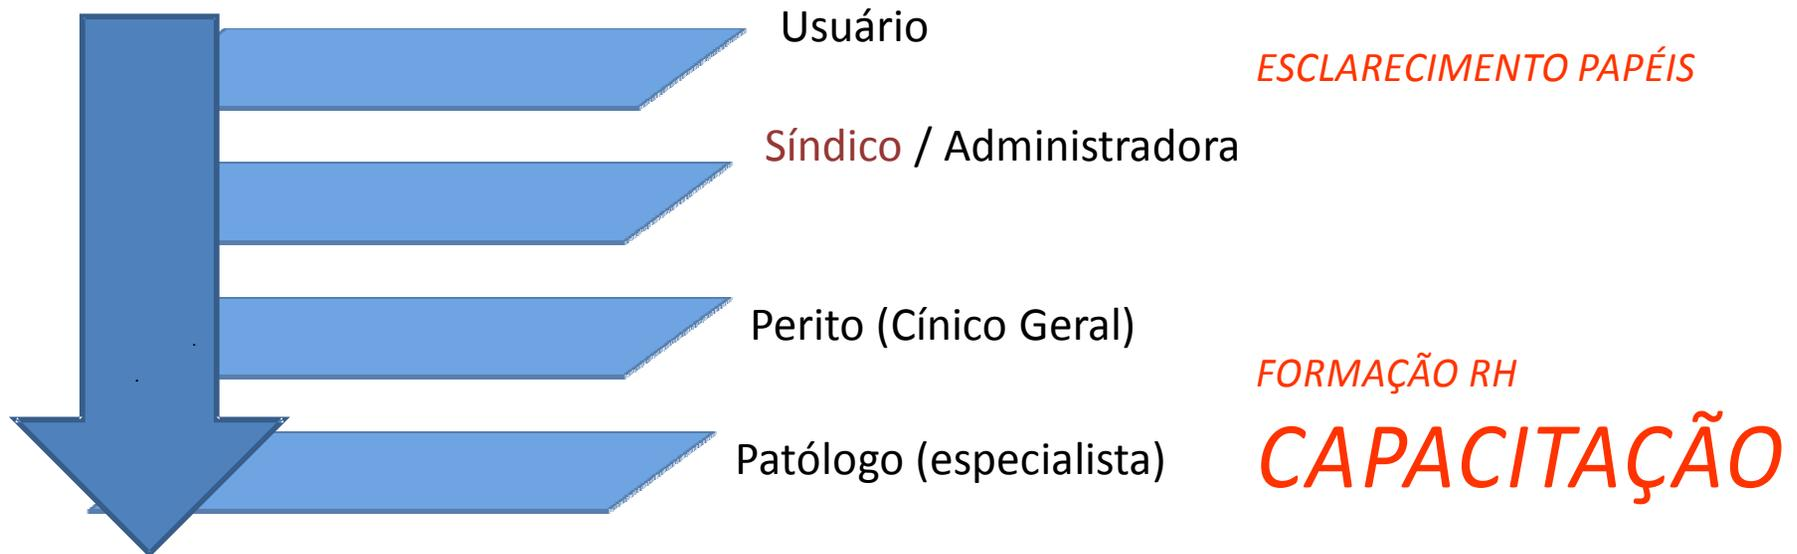 Usuário
ESCLARECIMENTO PAPÉIS
Síndico / Administradora
Perito (Cínico Geral)
FORMAÇÃO RH
CAPACITAÇÃO
Patólogo (especialista)